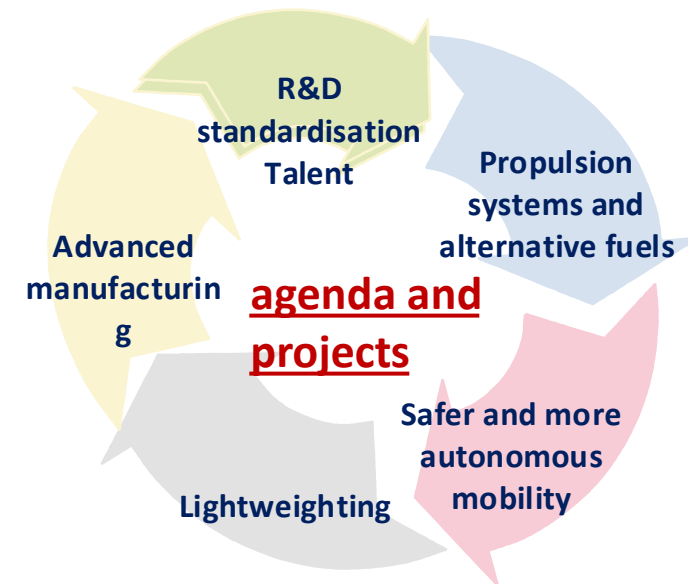 R&D
standardisation
Talent
Propulsion
systems and
alternative fuels
Safer and more
autonomous
mobility
Lightweighting
Advanced
manufacturin
g
agenda and
projects